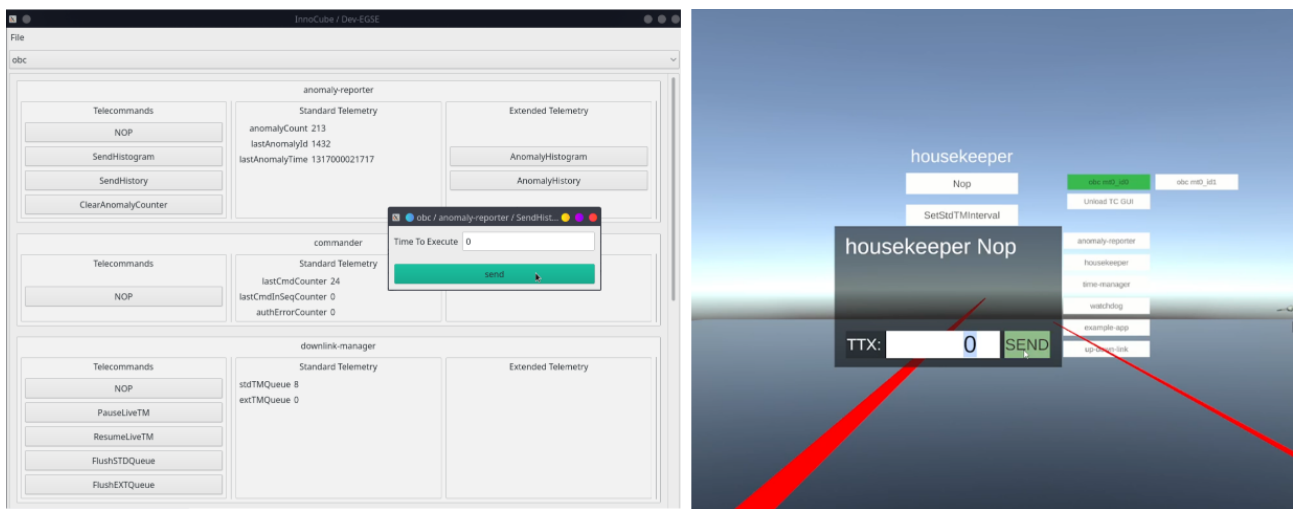 InnoCube / Dev-EGSE
File
obc
anomaly-reporter
Telecommands
NOP
SendHistogram
SendHistory
ClearAnomalyCounter
Standard Telemetry
anomalyCount 213
lastAnomalyId 1432
lastAnomalyTime 1317000021717
Extended Telemetry
AnomalyHistogram
AnomalyHistory
obc / anomaly-reporter / SendHist...
Time To Execute 0
send
commander
Telecommands
NOP
Standard Telemetry
lastCmdCounter 24
lastCmdInSeqCounter 0
authErrorCounter 0
downlink-manager
Telecommands
NOP
PauseLiveTM
ResumeLiveTM
FlushSTDQueue
FlushEXTQueue
Standard Telemetry
stdTMQueue 8
extTMQueue 0
Extended Telemetry
housekeeper
Nop
SetStdTMInterval
housekeeper Nop
TTX: 0 SEND
obc mt0_id0
obc mt0_id1
Unload TC GUI
anomaly-reporter
housekeeper
time-manager
watchdog
example-app
up-down-link